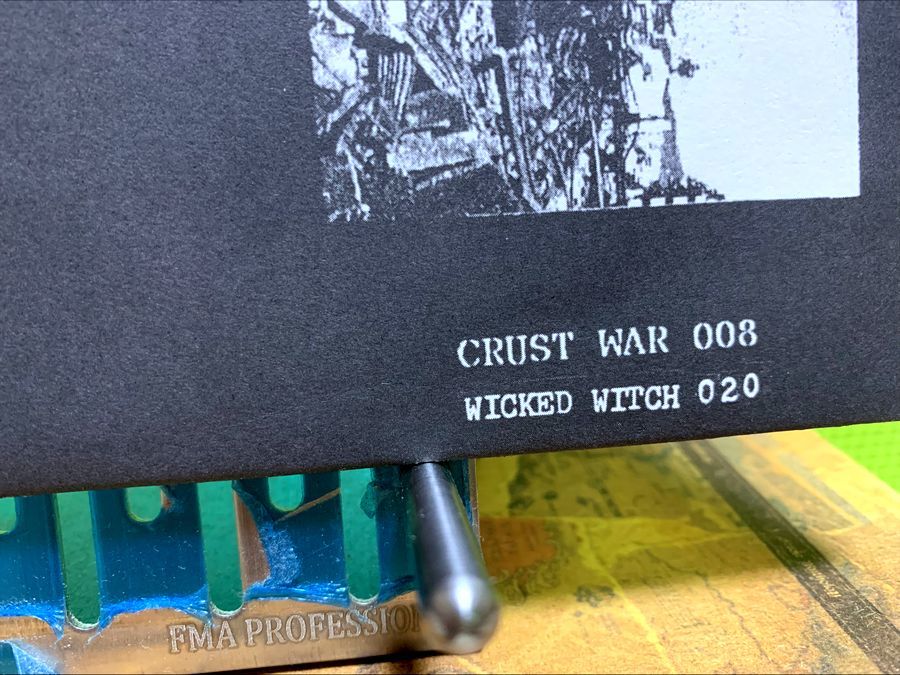 CRUST WAR 008
WICKED WITCH 020
FMA PROFESSION